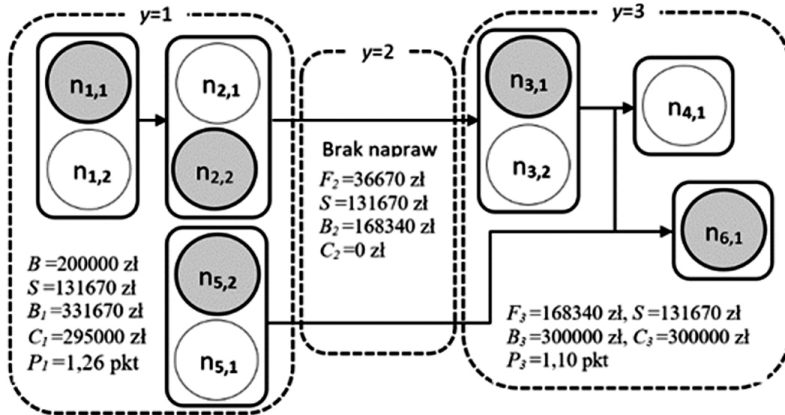 y=1
y=2
y=3
n1,1
n1,2
n2,1
n2,2
n5,2
n5,1
B =200000 zł
S =131670 zł
B1=331670 zł
C1=295000 zł
P1 =1,26 pkt
Brak napraw
F2 =36670 zł
S =131670 zł
B2 =168340 zł
C2 =0 zł
n3,1
n3,2
n4,1
n6,1
F3 =168340 zł, S =131670 zł
B3 =300000 zł, C3 =300000 zł
P3 =1,10 pkt